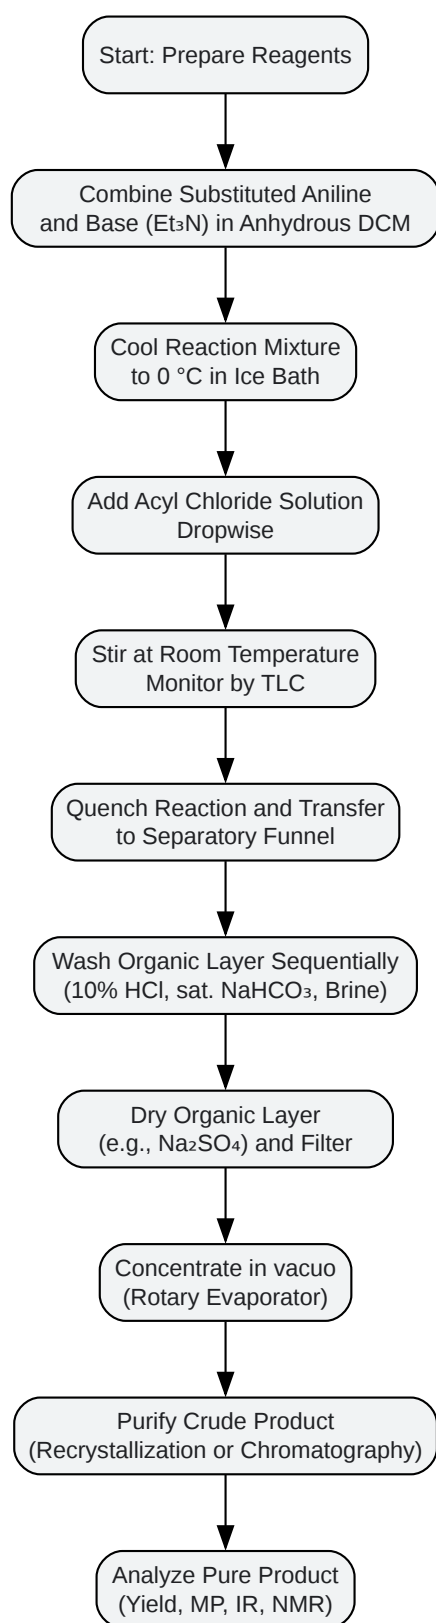 Start: Prepare Reagents
Combine Substituted Aniline
and Base (Et₃N) in Anhydrous DCM
Cool Reaction Mixture
to 0 °C in Ice Bath
Add Acyl Chloride Solution
Dropwise
Stir at Room Temperature
Monitor by TLC
Quench Reaction and Transfer
to Separatory Funnel
Wash Organic Layer Sequentially
(10% HCl, sat. NaHCO₃, Brine)
Dry Organic Layer
(e.g., Na₂SO₄) and Filter
Concentrate in vacuo
(Rotary Evaporator)
Purify Crude Product
(Recrystallization or Chromatography)
Analyze Pure Product
(Yield, MP, IR, NMR)